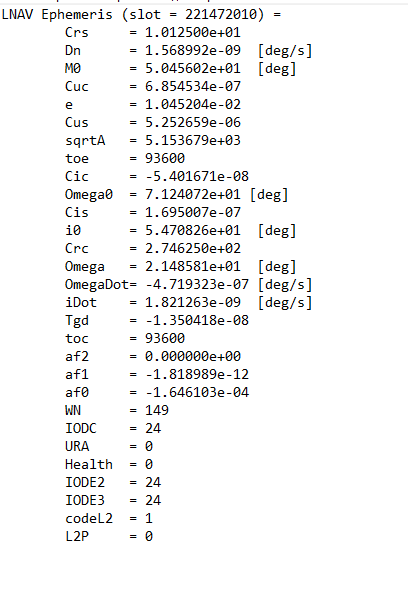 LNAV Ephemeris (slot = 221472010) =
Crs = 1.012500e+01
Dn = 1.568992e-09 [deg/s]
M0 = 5.045602e+01 [deg]
Cuc = 6.854534e-07
e = 1.045204e-02
Cus = 5.252659e-06
sqrtA = 5.153679e+03
toe = 93600
Cic = -5.401671e-08
Omega0 = 7.124072e+01 [deg]
Cis = 1.695007e-07
i0 = 5.470826e+01 [deg]
Crc = 2.746250e+02
Omega = 2.148581e+01 [deg]
OmegaDot= -4.719323e-07 [deg/s]
iDot = 1.821263e-09 [deg/s]
Tgd = -1.350418e-08
toc = 93600
af2 = 0.000000e+00
af1 = -1.818989e-12
af0 = -1.646103e-04
WN = 149
IODC = 24
URA = 0
Health = 0
IODE2 = 24
IODE3 = 24
codeL2 = 1
L2P = 0